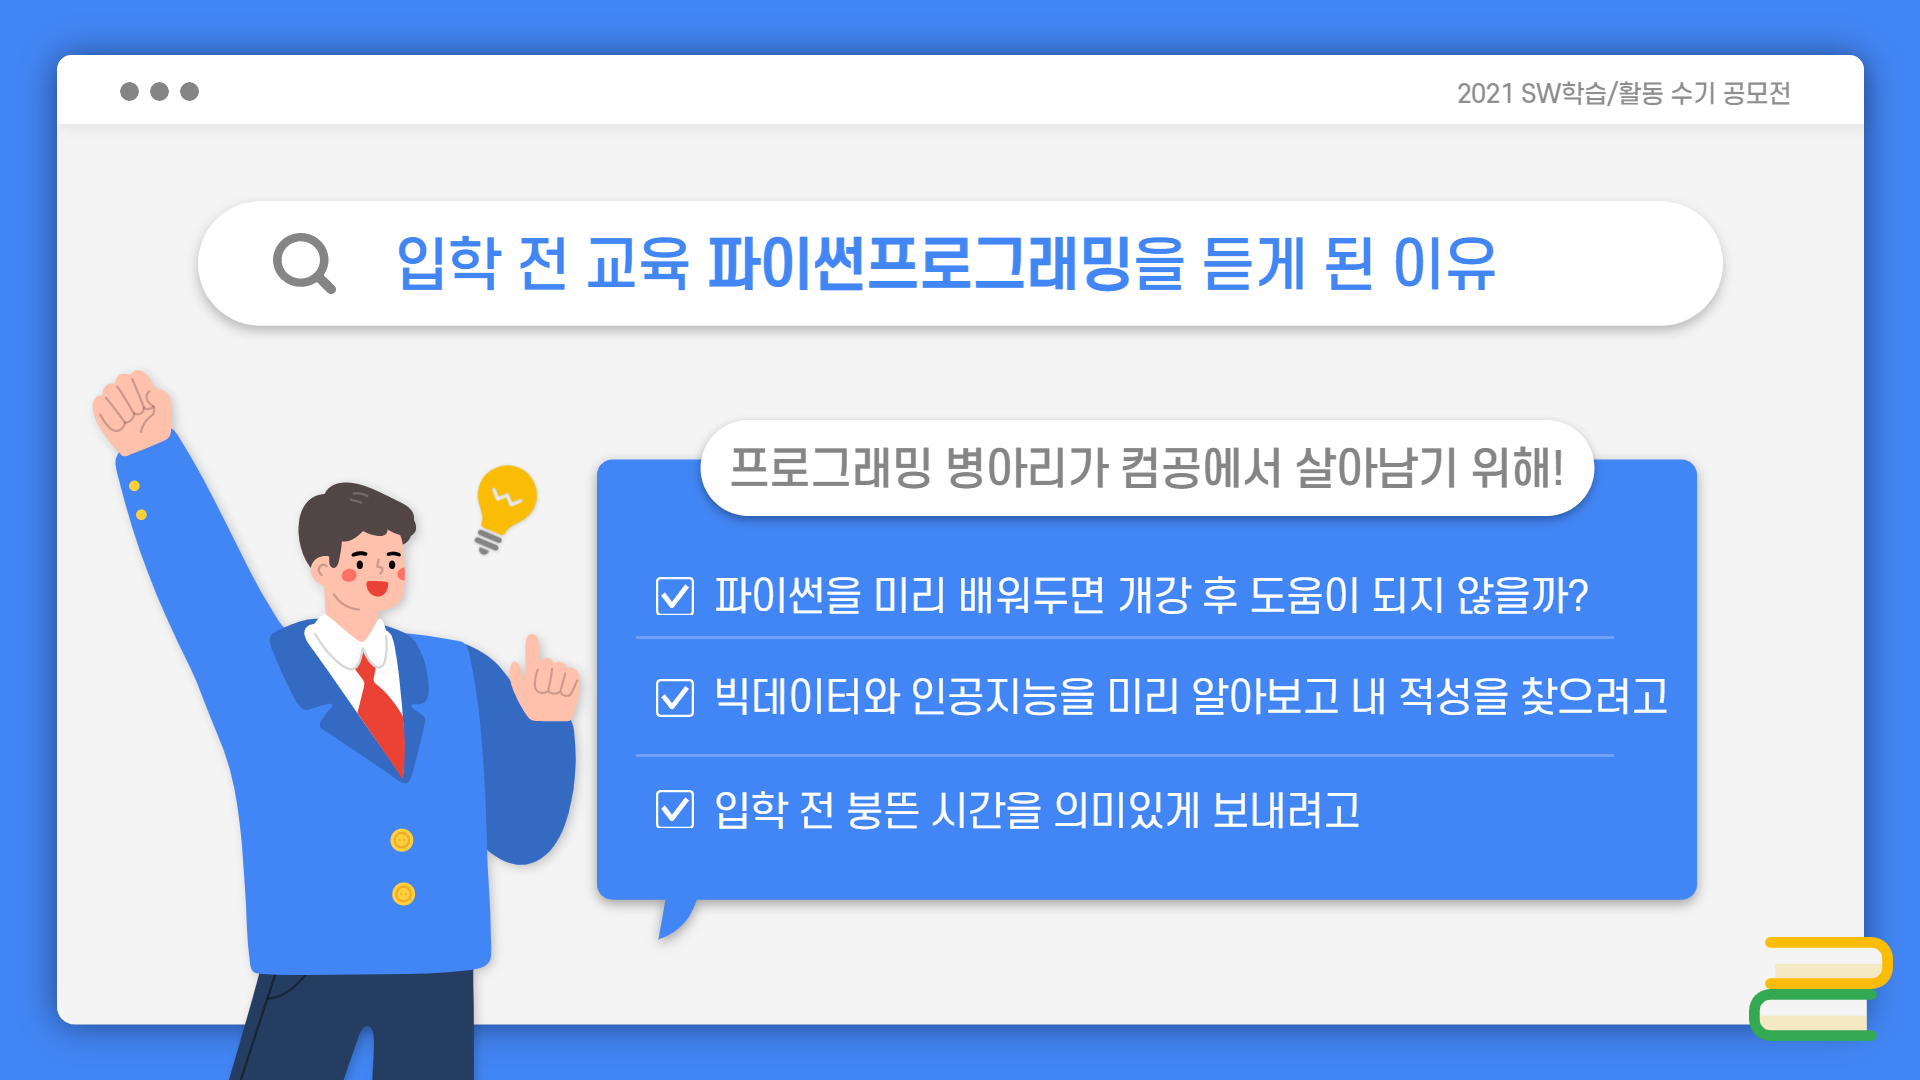 2021 SW학습/활동 수기 공모전
입학 전 교육 파이썬프로그래밍을 듣게 된 이유
프로그래밍 병아리가 컴공에서 살아남기 위해!
파이썬을 미리 배워두면 개강 후 도움이 되지 않을까?
빅데이터와 인공지능을 미리 알아보고 내 적성을 찾으려고
입학 전 붕뜬 시간을 의미있게 보내려고